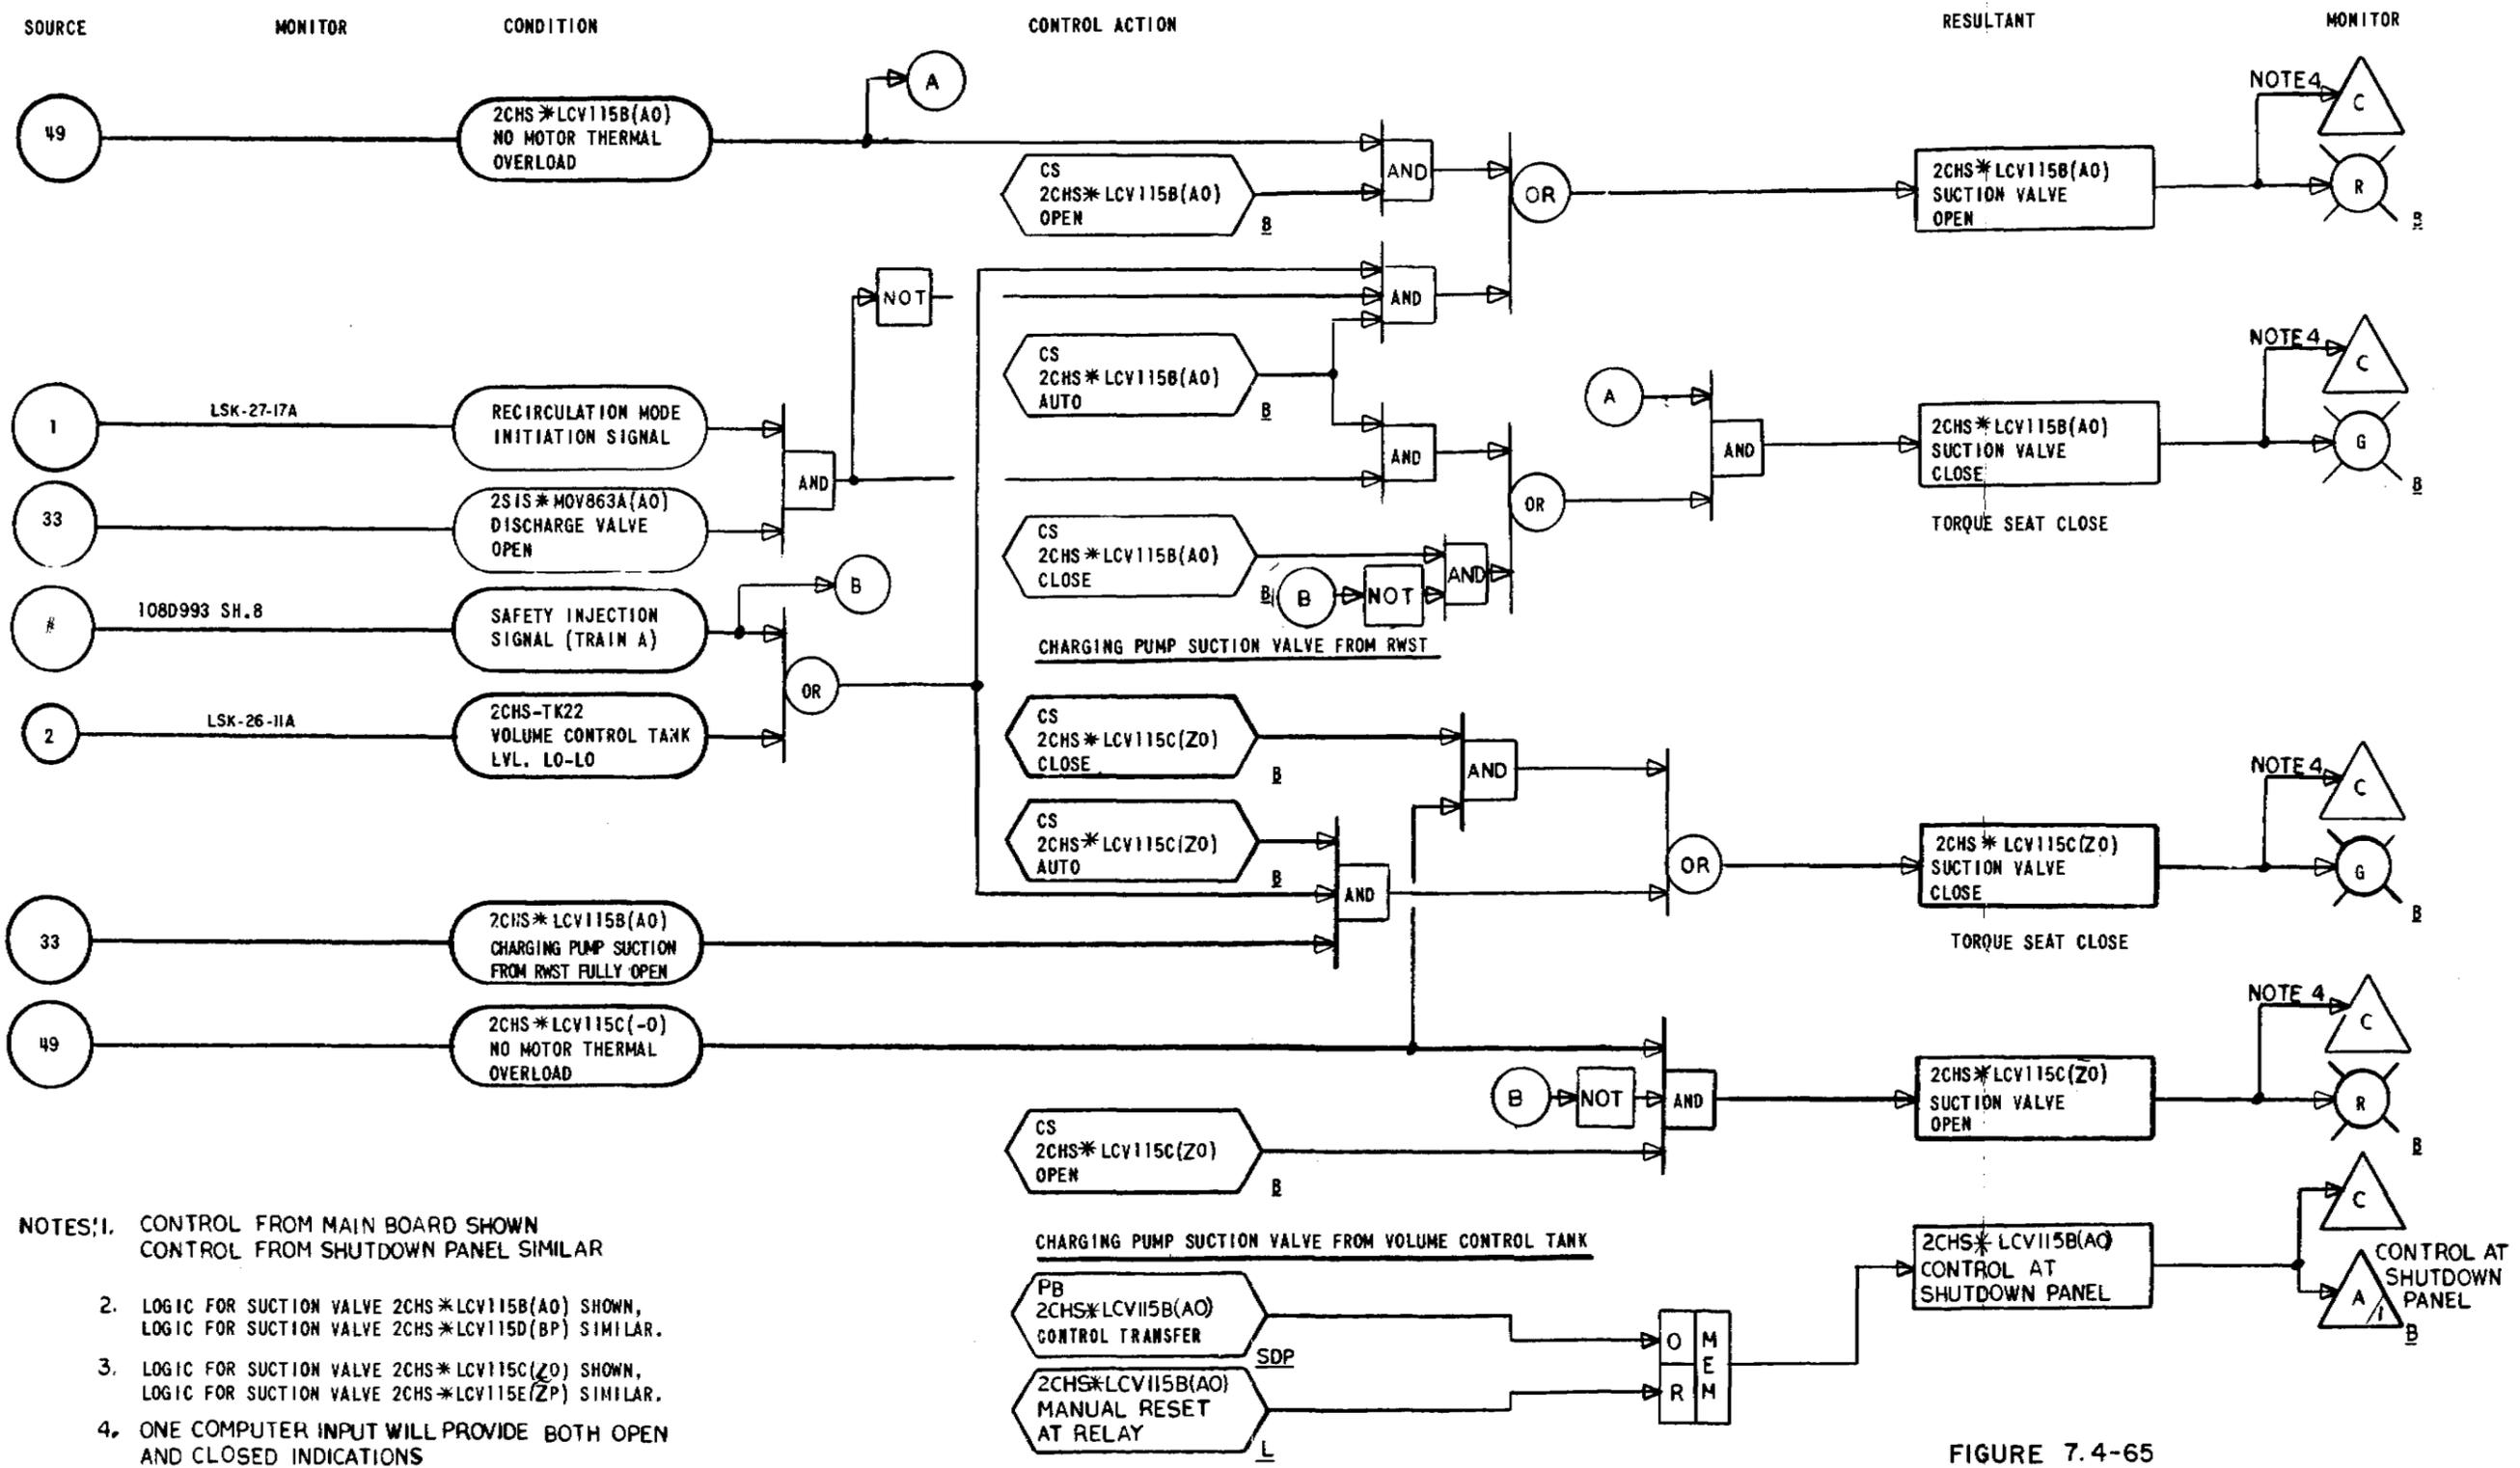 SOURCE MONITOR CONDITION CONTROL ACTION RESULTANT MONITOR
A
NOTE 4
C
49
2CHS*LCV115B(AO)
NO MOTOR THERMAL
OVERLOAD
CS
2CHS*LCV115B(AO)
OPEN
B
AND
OR
2CHS*LCV115B(AO)
SUCTION VALVE
OPEN
R
B
NOT
AND
CS
2CHS*LCV115B(AO)
AUTO
B
NOTE 4
C
1
LSK-27-17A
RECIRCULATION MODE
INITIATION SIGNAL
AND
33
2SIS*MOV863A(AO)
DISCHARGE VALVE
OPEN
AND
A
AND
OR
2CHS*LCV115B(AO)
SUCTION VALVE
CLOSE
G
B
TORQUE SEAT CLOSE
CS
2CHS*LCV115B(AO)
CLOSE
B
B
NOT
AND
B
#
108D993 SH.8
SAFETY INJECTION
SIGNAL (TRAIN A)
OR
CHARGING PUMP SUCTION VALVE FROM RWST
2
LSK-26-11A
2CHS-TK22
VOLUME CONTROL TANK
LVL. LO-LO
CS
2CHS*LCV115C(ZO)
CLOSE
B
AND
NOTE 4
C
CS
2CHS*LCV115C(ZO)
AUTO
B
AND
OR
2CHS*LCV115C(ZO)
SUCTION VALVE
CLOSE
G
B
TORQUE SEAT CLOSE
33
2CHS*LCV115B(AO)
CHARGING PUMP SUCTION
FROM RWST FULLY OPEN
49
2CHS*LCV115C(-O)
NO MOTOR THERMAL
OVERLOAD
NOTE 4
C
B
NOT
AND
2CHS*LCV115C(ZO)
SUCTION VALVE
OPEN
R
B
CS
2CHS*LCV115C(ZO)
OPEN
B
CHARGING PUMP SUCTION VALVE FROM VOLUME CONTROL TANK
PB
2CHS*LCV115B(AO)
CONTROL TRANSFER
SDP
2CHS*LCV115B(AO)
MANUAL RESET
AT RELAY
L
O
R
MEM
2CHS*LCV115B(AO)
CONTROL AT
SHUTDOWN PANEL
C
A
1
B
CONTROL AT
SHUTDOWN
PANEL
NOTES: 1. CONTROL FROM MAIN BOARD SHOWN
CONTROL FROM SHUTDOWN PANEL SIMILAR
2. LOGIC FOR SUCTION VALVE 2CHS*LCV115B(AO) SHOWN,
LOGIC FOR SUCTION VALVE 2CHS*LCV115D(BP) SIMILAR.
3. LOGIC FOR SUCTION VALVE 2CHS*LCV115C(ZO) SHOWN,
LOGIC FOR SUCTION VALVE 2CHS*LCV115E(ZP) SIMILAR.
4. ONE COMPUTER INPUT WILL PROVIDE BOTH OPEN
AND CLOSED INDICATIONS
FIGURE 7.4-65